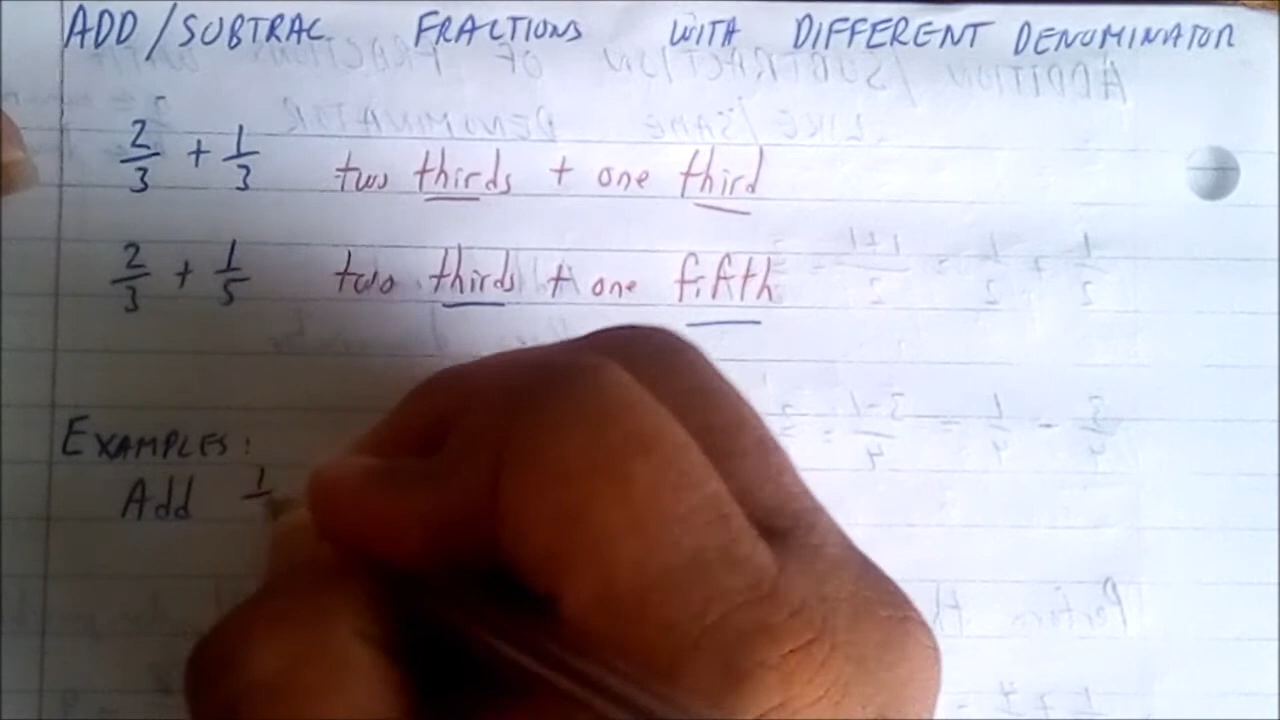 ADD / SUBTRAC FRACTIONS WITH DIFFERENT DENOMINATOR
2/3 + 1/3 two thirds + one third
2/3 + 1/5 two thirds + one fifth
EXAMPLES:
Add 1